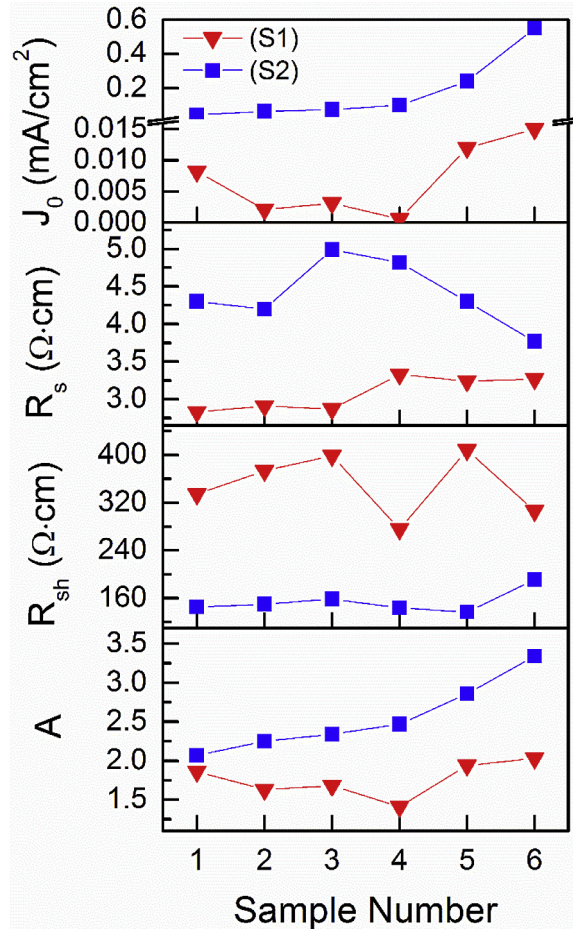 J₀ (mA/cm²)
0.6
0.4
0.2
0.015
0.010
0.005
0.000
(S1)
(S2)
R_s (Ω·cm)
5.0
4.5
4.0
3.5
3.0
R_sh (Ω·cm)
400
320
240
160
A
3.5
3.0
2.5
2.0
1.5
1 2 3 4 5 6
Sample Number